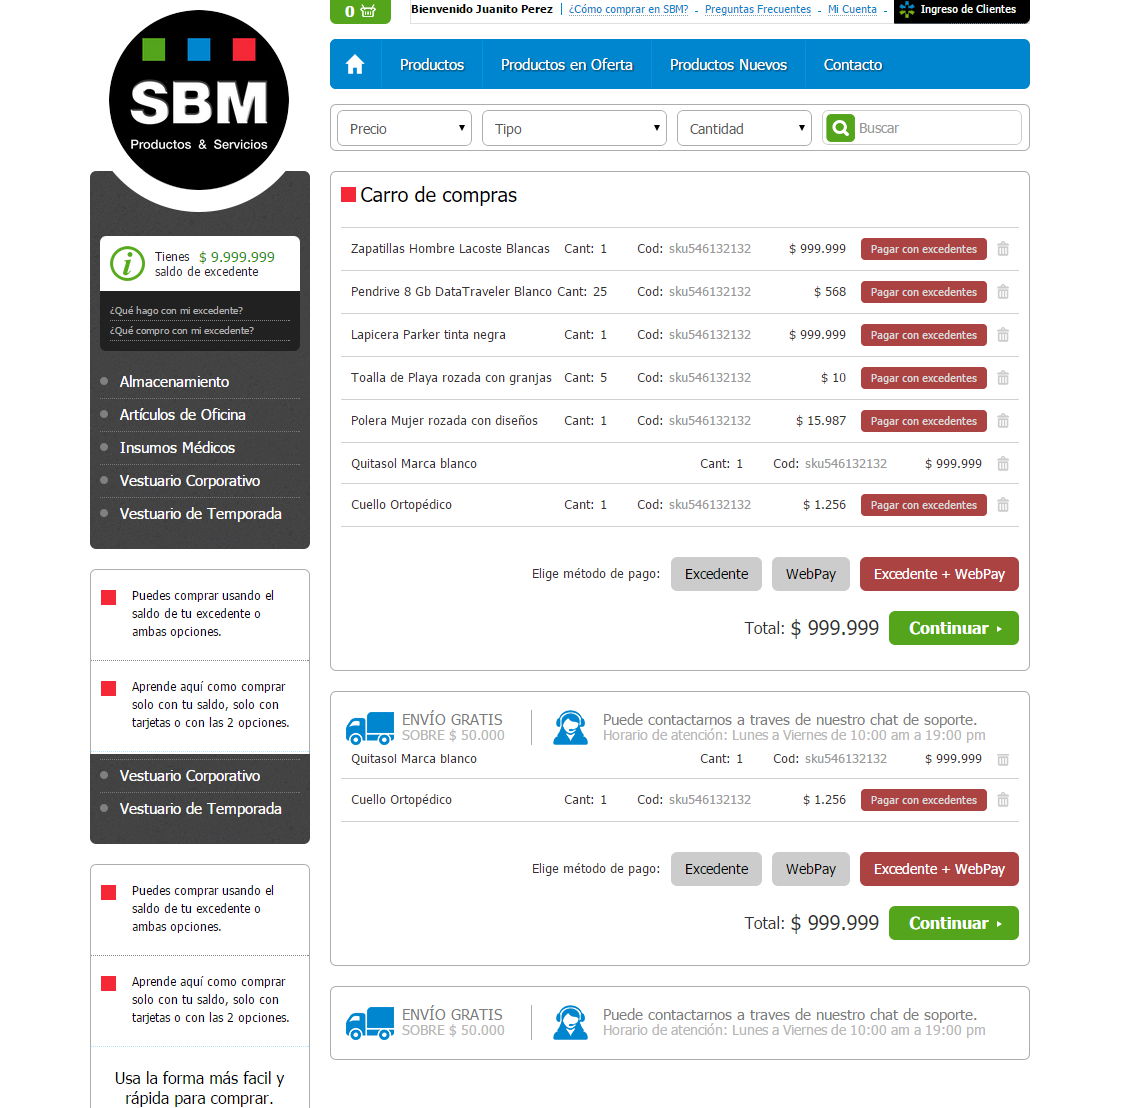 0
Bienvenido Juanito Perez | ¿Cómo comprar en SBM? - Preguntas Frecuentes - Mi Cuenta -
Ingreso de Clientes
SBM
Productos & Servicios
Productos
Productos en Oferta
Productos Nuevos
Contacto
Precio
Tipo
Cantidad
Buscar
i
Tienes $ 9.999.999
saldo de excedente
¿Qué hago con mi excedente?
¿Qué compro con mi excedente?
Almacenamiento
Artículos de Oficina
Insumos Médicos
Vestuario Corporativo
Vestuario de Temporada
Puedes comprar usando el
saldo de tu excedente o
ambas opciones.
Aprende aquí como comprar
solo con tu saldo, solo con
tarjetas o con las 2 opciones.
Vestuario Corporativo
Vestuario de Temporada
Puedes comprar usando el
saldo de tu excedente o
ambas opciones.
Aprende aquí como comprar
solo con tu saldo, solo con
tarjetas o con las 2 opciones.
Usa la forma más facil y
rápida para comprar.
Carro de compras
Zapatillas Hombre Lacoste Blancas Cant: 1 Cod: sku546132132 $ 999.999 Pagar con excedentes
Pendrive 8 Gb DataTraveler Blanco Cant: 25 Cod: sku546132132 $ 568 Pagar con excedentes
Lapicera Parker tinta negra Cant: 1 Cod: sku546132132 $ 999.999 Pagar con excedentes
Toalla de Playa rozada con granjas Cant: 5 Cod: sku546132132 $ 10 Pagar con excedentes
Polera Mujer rozada con diseños Cant: 1 Cod: sku546132132 $ 15.987 Pagar con excedentes
Quitasol Marca blanco Cant: 1 Cod: sku546132132 $ 999.999
Cuello Ortopédico Cant: 1 Cod: sku546132132 $ 1.256 Pagar con excedentes
Elige método de pago: Excedente WebPay Excedente + WebPay
Total: $ 999.999 Continuar
ENVÍO GRATIS
SOBRE $ 50.000
Puede contactarnos a traves de nuestro chat de soporte.
Horario de atención: Lunes a Viernes de 10:00 am a 19:00 pm
Quitasol Marca blanco Cant: 1 Cod: sku546132132 $ 999.999
Cuello Ortopédico Cant: 1 Cod: sku546132132 $ 1.256 Pagar con excedentes
Elige método de pago: Excedente WebPay Excedente + WebPay
Total: $ 999.999 Continuar
ENVÍO GRATIS
SOBRE $ 50.000
Puede contactarnos a traves de nuestro chat de soporte.
Horario de atención: Lunes a Viernes de 10:00 am a 19:00 pm